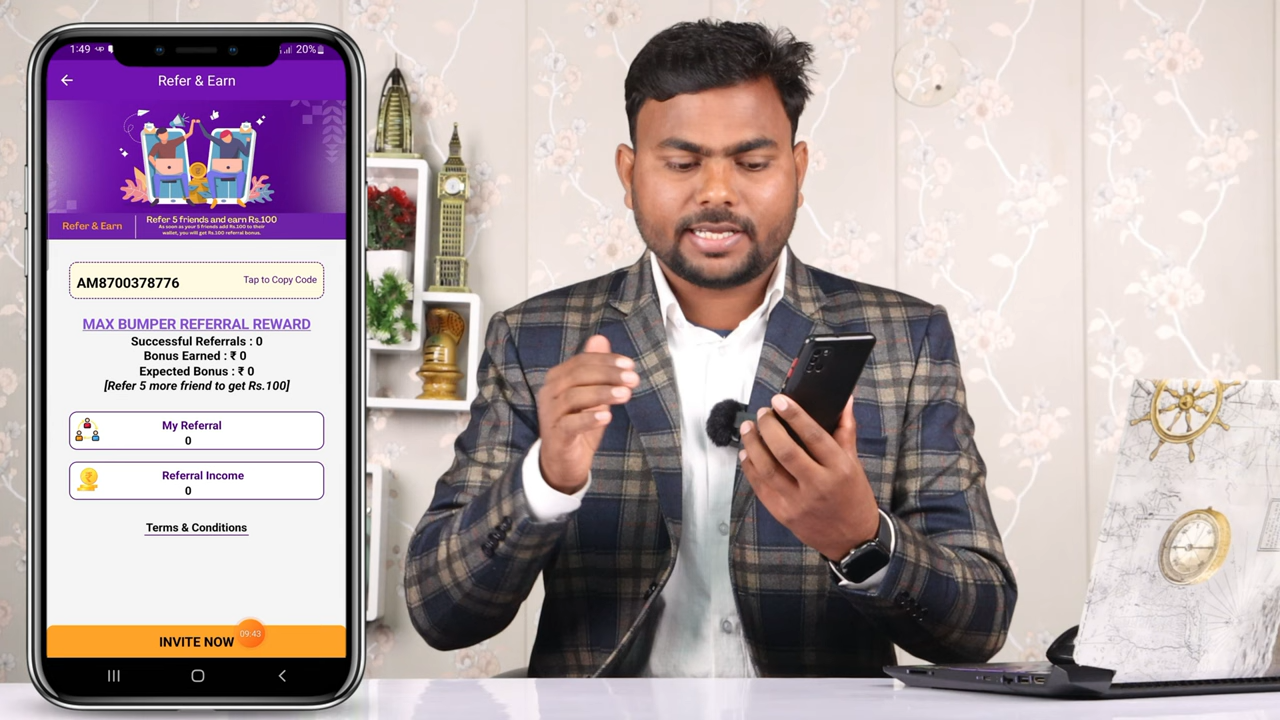 1:49
20%
Refer & Earn
Refer & Earn
Refer 5 friends and earn Rs.100
As soon as your 5 friends add Rs.100 to their
wallet, you will get Rs.100 referral bonus.
AM8700378776
Tap to Copy Code
MAX BUMPER REFERRAL REWARD
Successful Referrals : 0
Bonus Earned : ₹ 0
Expected Bonus : ₹ 0
[Refer 5 more friend to get Rs.100]
My Referral
0
Referral Income
0
Terms & Conditions
INVITE NOW
09:43